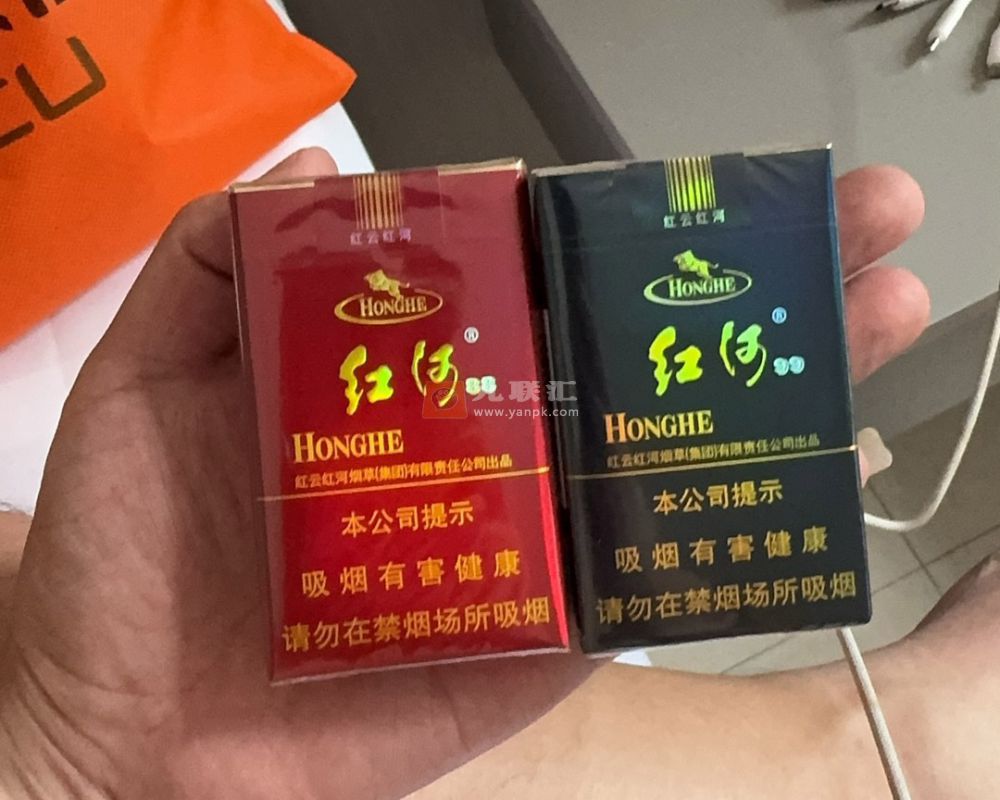 红云红河
HONGHE
红河® 88
HONGHE
红云红河烟草(集团)有限责任公司出品
本公司提示
吸烟有害健康
请勿在禁烟场所吸烟
红云红河
HONGHE
红河® 99
HONGHE
红云红河烟草(集团)有限责任公司出品
本公司提示
吸烟有害健康
请勿在禁烟场所吸烟
联汇
www.yanpk.com